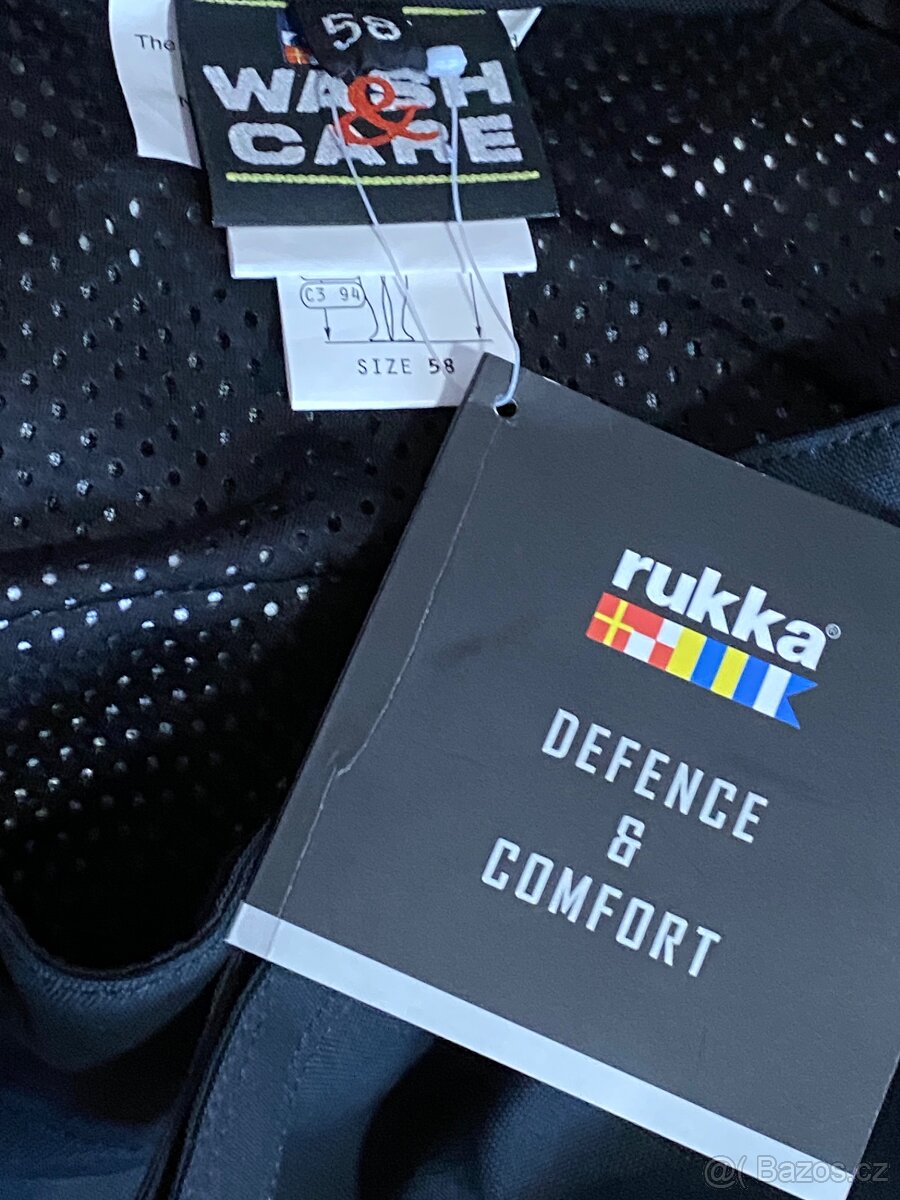 58
The
WASH
&
CARE
C3 94
SIZE 58
rukka®
DEFENCE
&
COMFORT
@( Bazos.cz